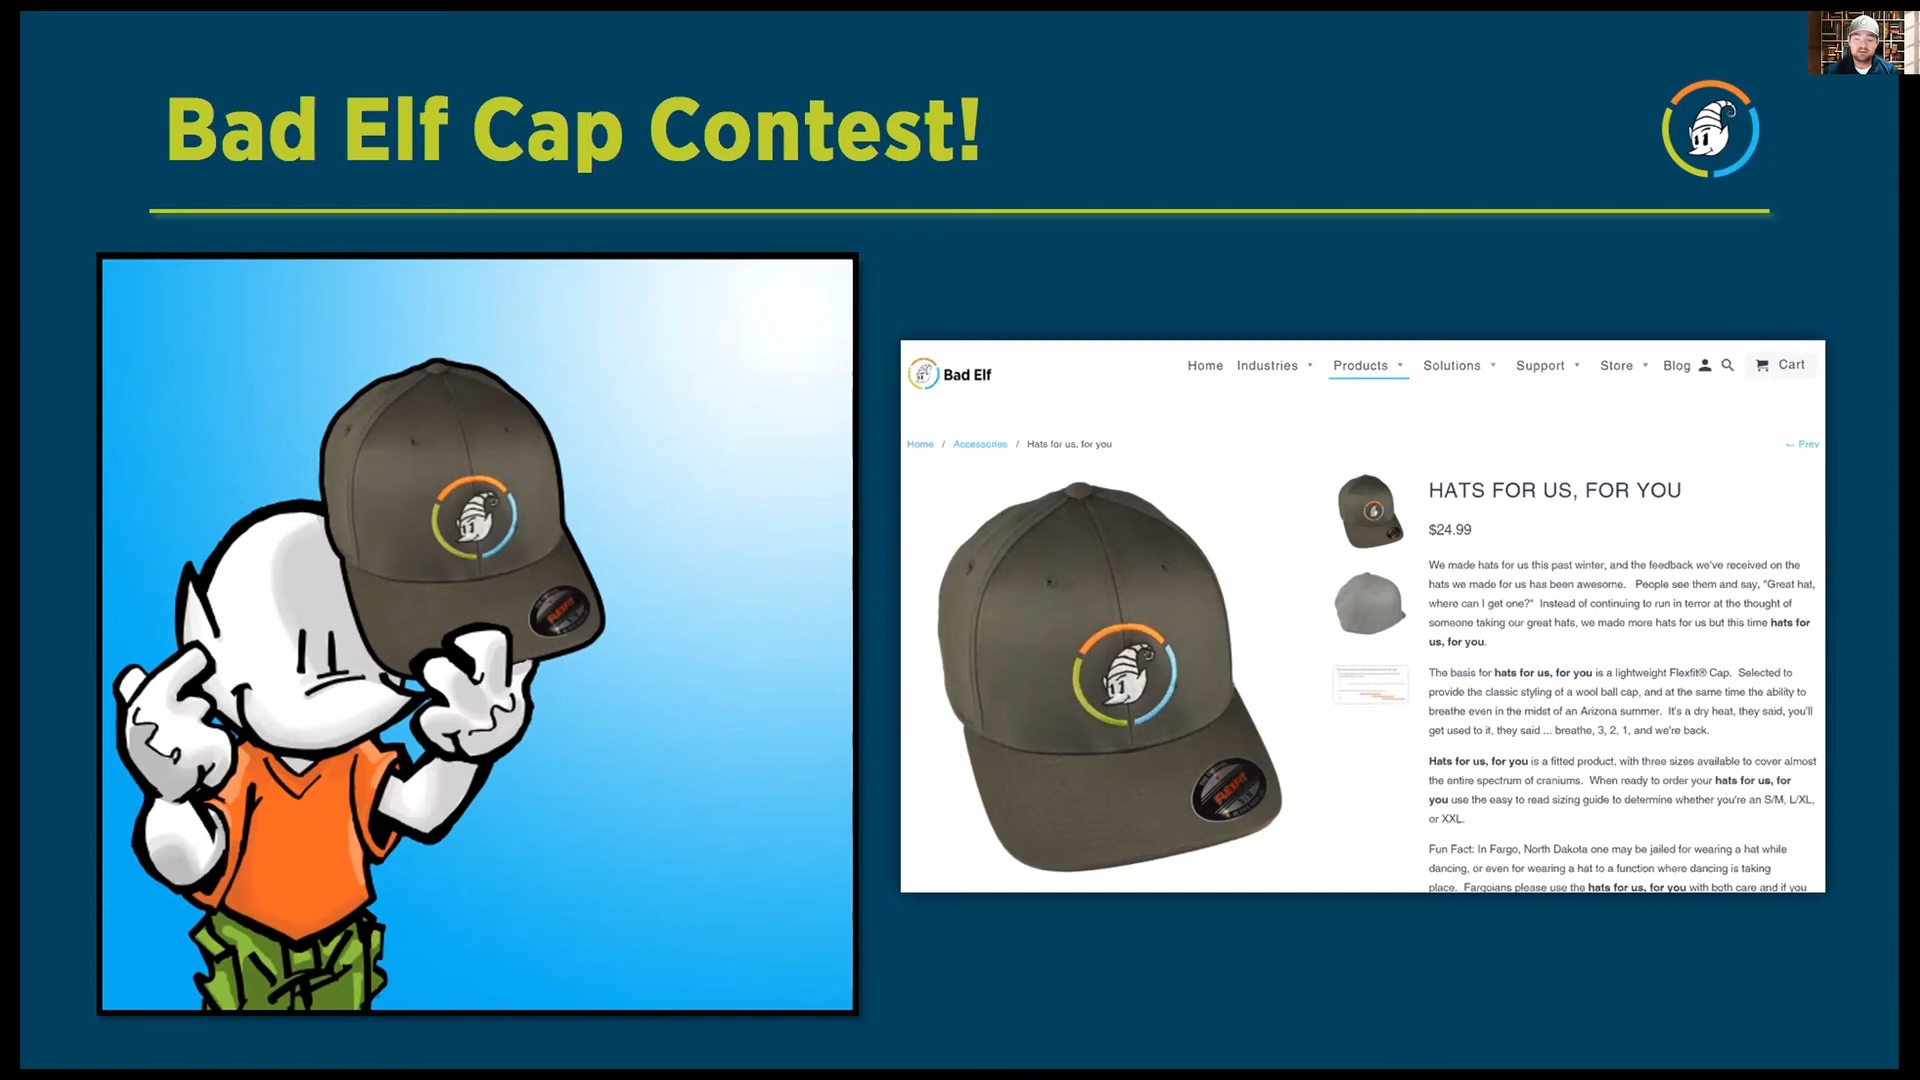 Bad Elf Cap Contest!
FLEXFIT
Bad Elf
Home Industries Products Solutions Support Store Blog Cart
Home / Accessories / Hats for us, for you
← Prev
FLEXFIT
HATS FOR US, FOR YOU
$24.99
We made hats for us this past winter, and the feedback we've received on the
hats we made for us has been awesome. People see them and say, "Great hat,
where can I get one?" Instead of continuing to run in terror at the thought of
someone taking our great hats, we made more hats for us but this time hats for
us, for you.
The basis for hats for us, for you is a lightweight Flexfit® Cap. Selected to
provide the classic styling of a wool ball cap, and at the same time the ability to
breathe even in the midst of an Arizona summer. It's a dry heat, they said, you'll
get used to it, they said ... breathe, 3, 2, 1, and we're back.
Hats for us, for you is a fitted product, with three sizes available to cover almost
the entire spectrum of craniums. When ready to order your hats for us, for
you use the easy to read sizing guide to determine whether you're an S/M, L/XL,
or XXL.
Fun Fact: In Fargo, North Dakota one may be jailed for wearing a hat while
dancing, or even for wearing a hat to a function where dancing is taking
place. Fargoians please use the hats for us, for you with both care and if you